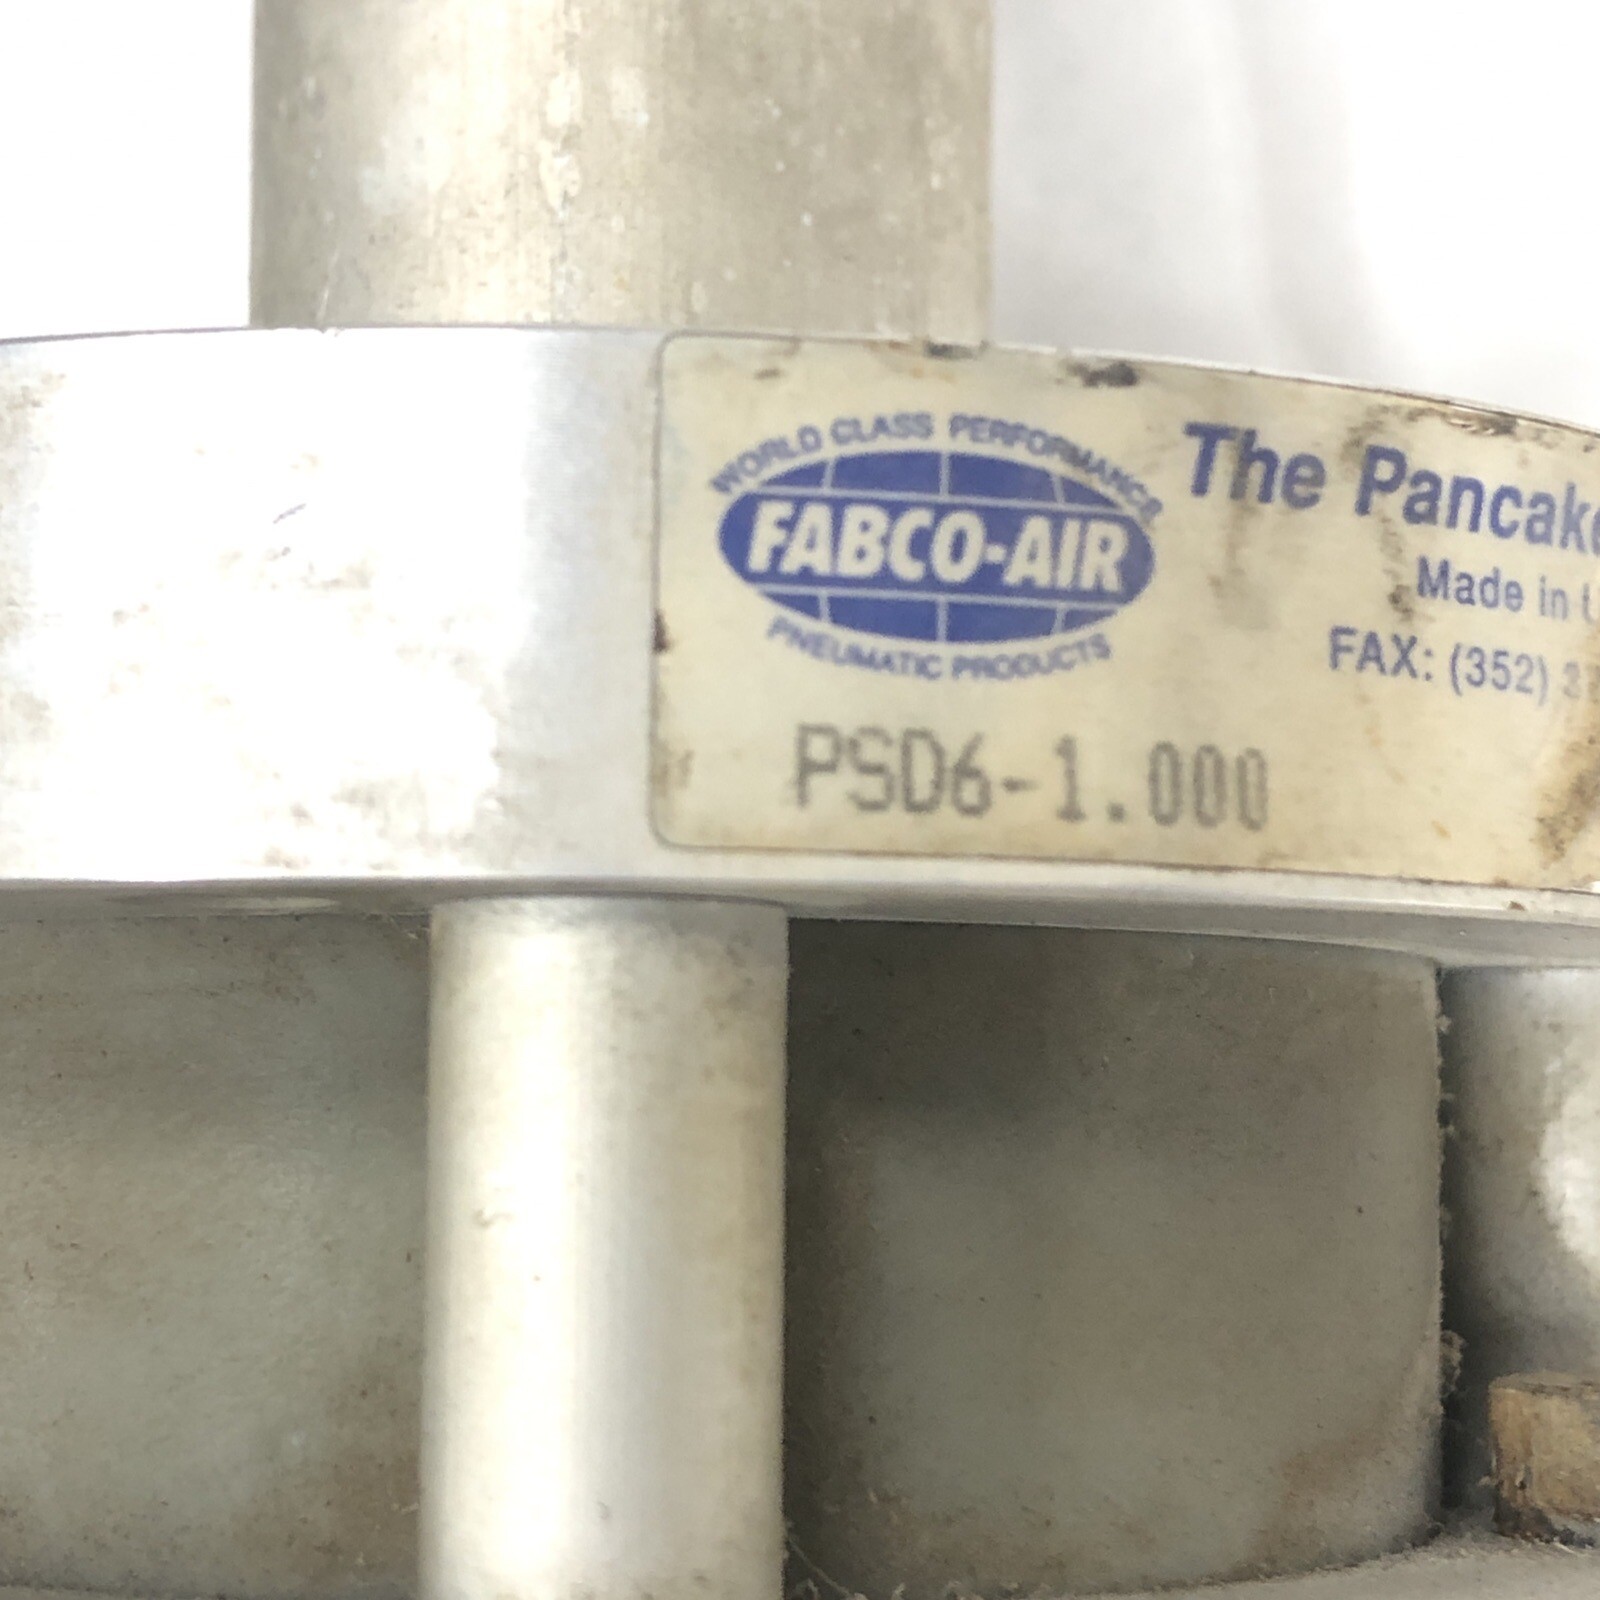 WORLD CLASS PERFORMANCE
FABCO-AIR
PNEUMATIC PRODUCTS
The Pancake
Made in
FAX: (352)
PSD6-1.000